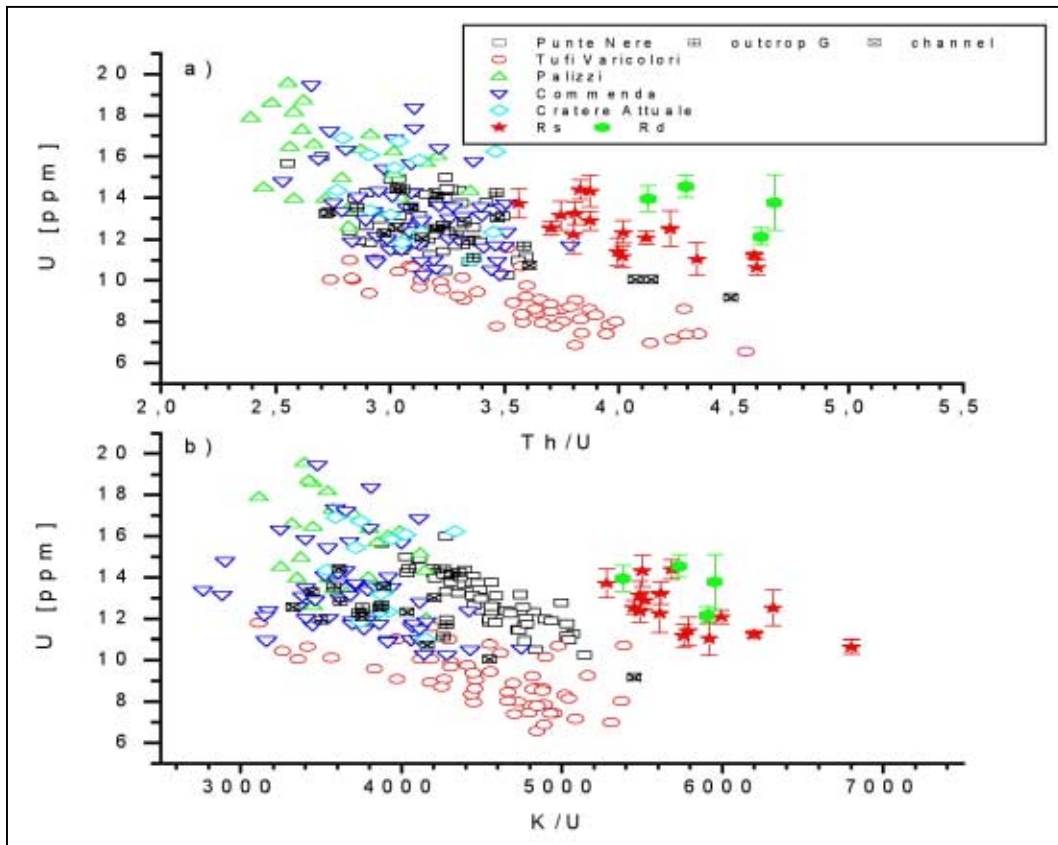 Punte Nere outcrop G channel
Tufi Varicolori
Palizzi
Commenda
Cratere Attuale
Rs Rd
a)
20
18
16
14
12
10
8
6
U [ppm]
2,0 2,5 3,0 3,5 4,0 4,5 5,0 5,5
Th/U
b)
20
18
16
14
12
10
8
6
U [ppm]
3000 4000 5000 6000 7000
K/U